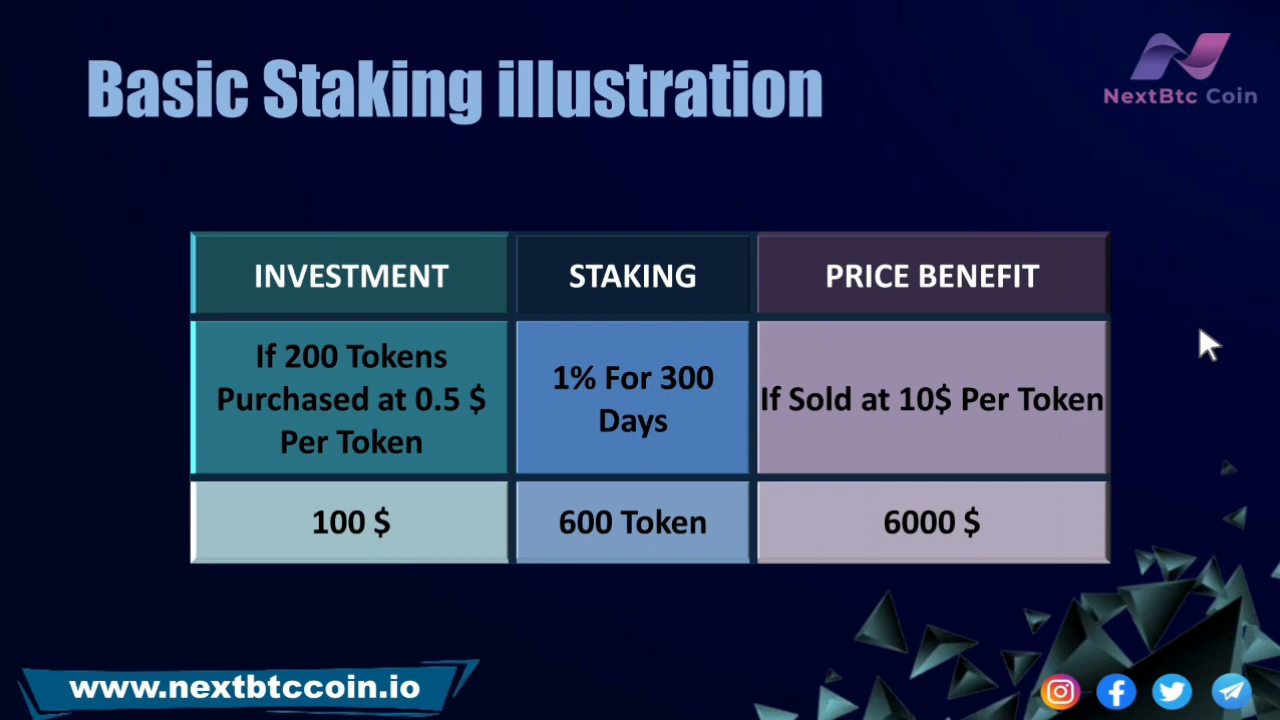 Basic Staking illustration
NextBtc Coin
INVESTMENT
STAKING
PRICE BENEFIT
If 200 Tokens
Purchased at 0.5 $
Per Token
1% For 300
Days
If Sold at 10$ Per Token
100 $
600 Token
6000 $
www.nextbtccoin.io